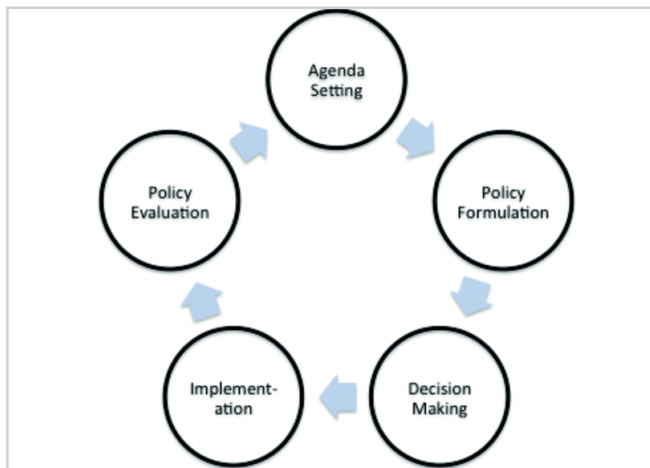 Agenda
Setting
Policy
Formulation
Decision
Making
Implement-
ation
Policy
Evaluation